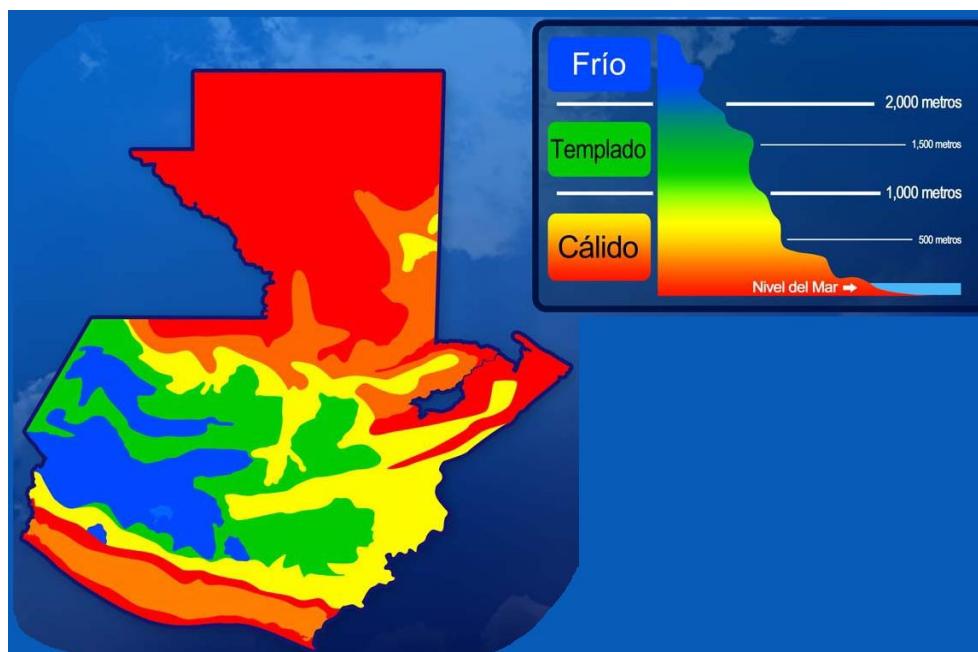 Frío
2,000 metros
Templado
1,500 metros
1,000 metros
Cálido
500 metros
Nivel del Mar